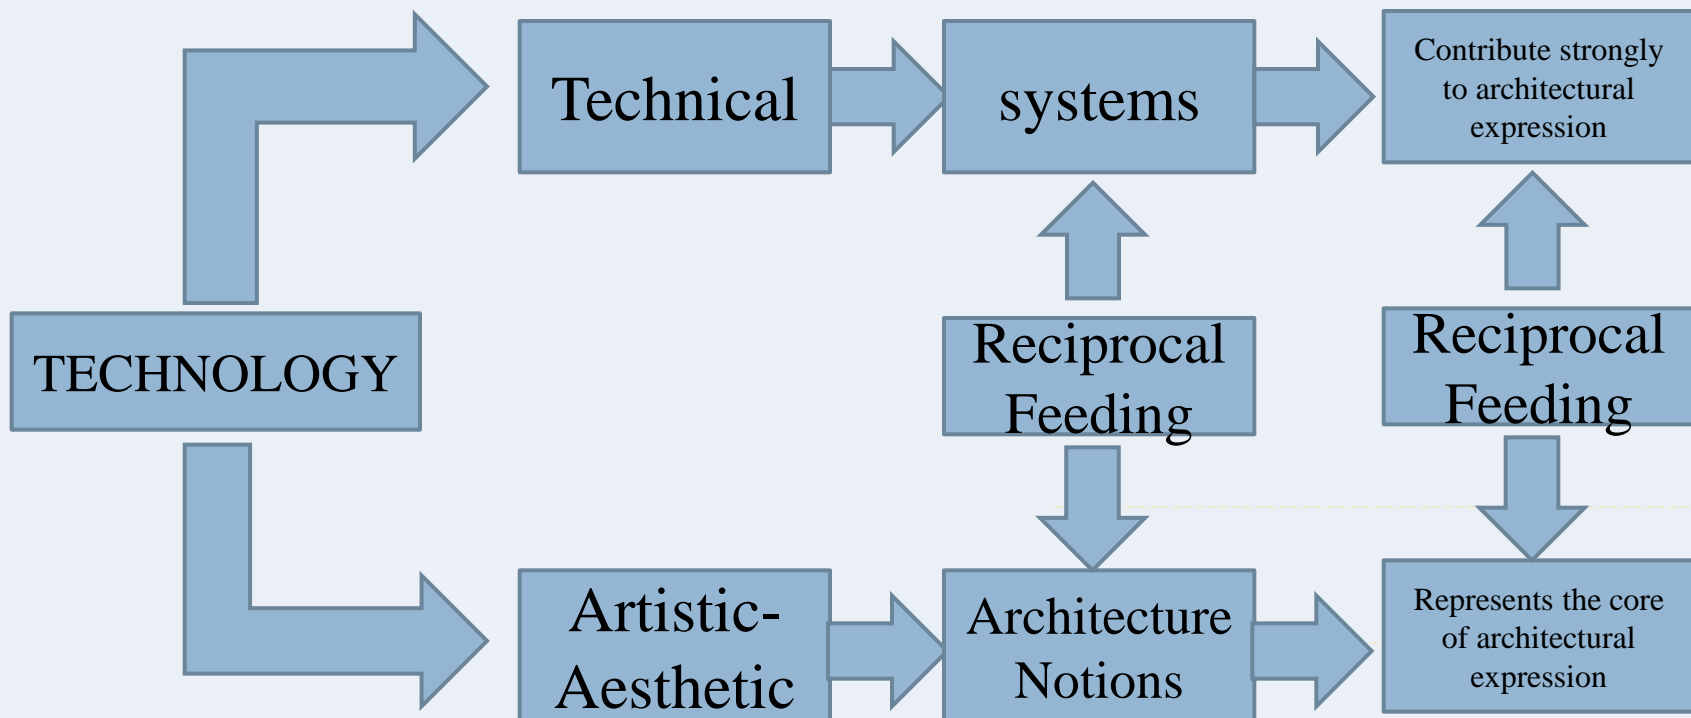 Technical
systems
Contribute strongly
to architectural
expression
TECHNOLOGY
Reciprocal
Feeding
Reciprocal
Feeding
Artistic-
Aesthetic
Architecture
Notions
Represents the core
of architectural
expression